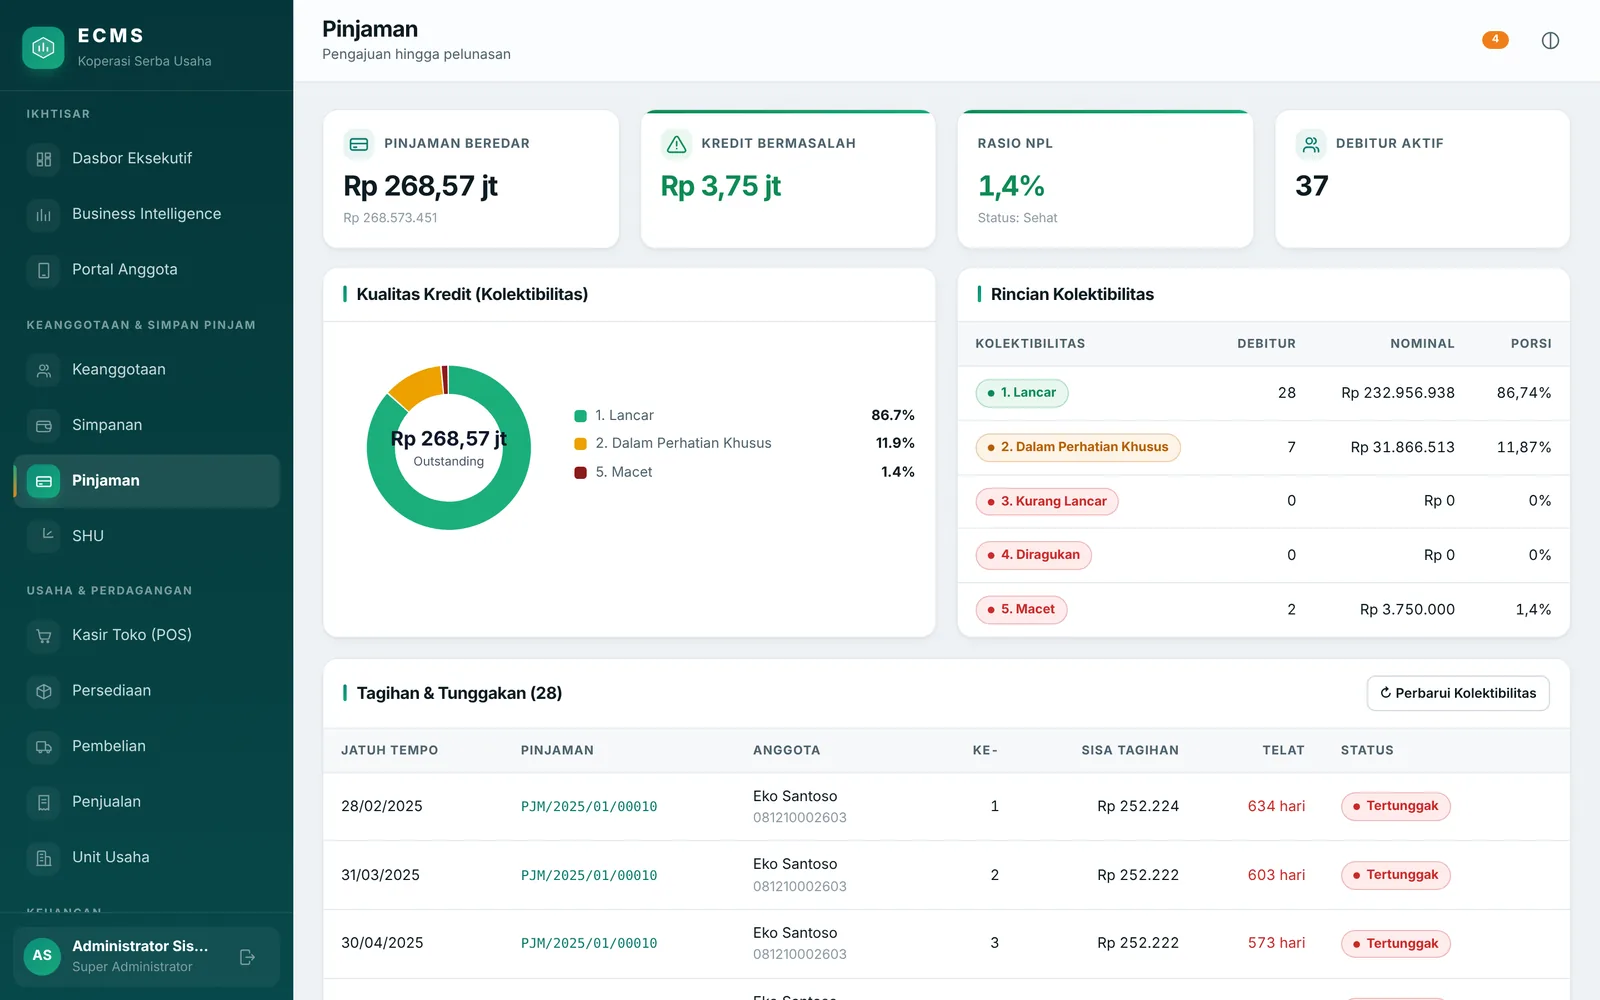 ECMS
Koperasi Serba Usaha
IKHTISAR
Dasbor Eksekutif
Business Intelligence
Portal Anggota
KEANGGOTAAN & SIMPAN PINJAM
Keanggotaan
Simpanan
Pinjaman
SHU
USAHA & PERDAGANGAN
Kasir Toko (POS)
Persediaan
Pembelian
Penjualan
Unit Usaha
KEUANGAN
AS
Administrator Sis...
Super Administrator
Pinjaman
Pengajuan hingga pelunasan
4
PINJAMAN BEREDAR
Rp 268,57 jt
Rp 268.573.451
KREDIT BERMASALAH
Rp 3,75 jt
RASIO NPL
1,4%
Status: Sehat
DEBITUR AKTIF
37
Kualitas Kredit (Kolektibilitas)
Rp 268,57 jt
Outstanding
1. Lancar 86.7%
2. Dalam Perhatian Khusus 11.9%
5. Macet 1.4%
Rincian Kolektibilitas
KOLEKTIBILITAS DEBITUR NOMINAL PORSI
1. Lancar 28 Rp 232.956.938 86,74%
2. Dalam Perhatian Khusus 7 Rp 31.866.513 11,87%
3. Kurang Lancar 0 Rp 0 0%
4. Diragukan 0 Rp 0 0%
5. Macet 2 Rp 3.750.000 1,4%
Tagihan & Tunggakan (28)
Perbarui Kolektibilitas
JATUH TEMPO PINJAMAN ANGGOTA KE- SISA TAGIHAN TELAT STATUS
28/02/2025 PJM/2025/01/00010 Eko Santoso 1 Rp 252.224 634 hari Tertunggak
081210002603
31/03/2025 PJM/2025/01/00010 Eko Santoso 2 Rp 252.222 603 hari Tertunggak
081210002603
30/04/2025 PJM/2025/01/00010 Eko Santoso 3 Rp 252.222 573 hari Tertunggak
081210002603
Eko Santoso